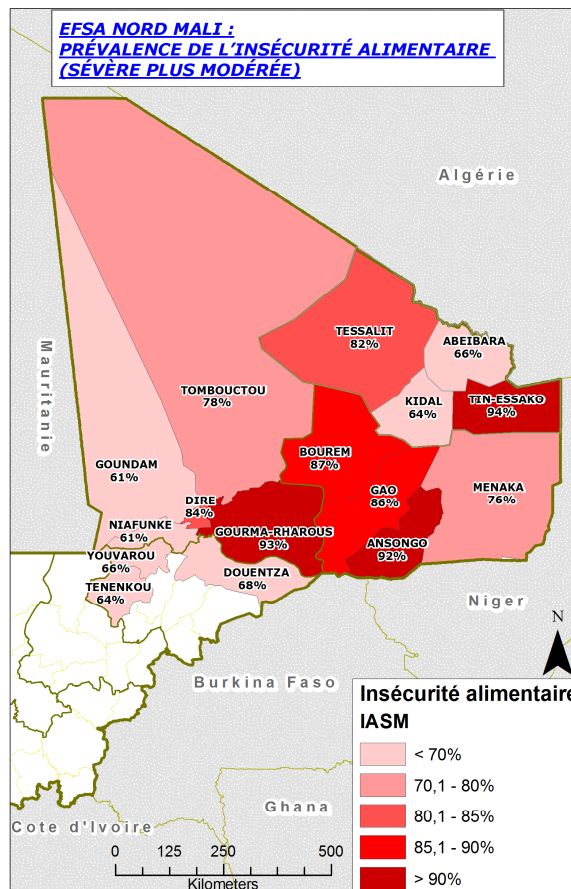 EFSA NORD MALI :
PRÉVALENCE DE L'INSÉCURITÉ ALIMENTAIRE
(SÉVÈRE PLUS MODÉRÉE)
Algérie
Mauritanie
TESSALIT
82%
ABEIBARA
66%
TOMBOUCTOU
78%
KIDAL
64%
TIN-ESSAKO
94%
BOUREM
87%
GOUNDAM
61%
GAO
86%
MENAKA
76%
DIRE
84%
NIAFUNKE
61%
GOURMA-RHAROUS
93%
ANSONGO
92%
YOUVAROU
66%
DOUENTZA
68%
TENENKOU
64%
Niger
N
Burkina Faso
Ghana
Cote d'Ivoire
0 125 250 500
Kilometers
Insécurité alimentaire
IASM
< 70%
70,1 - 80%
80,1 - 85%
85,1 - 90%
> 90%